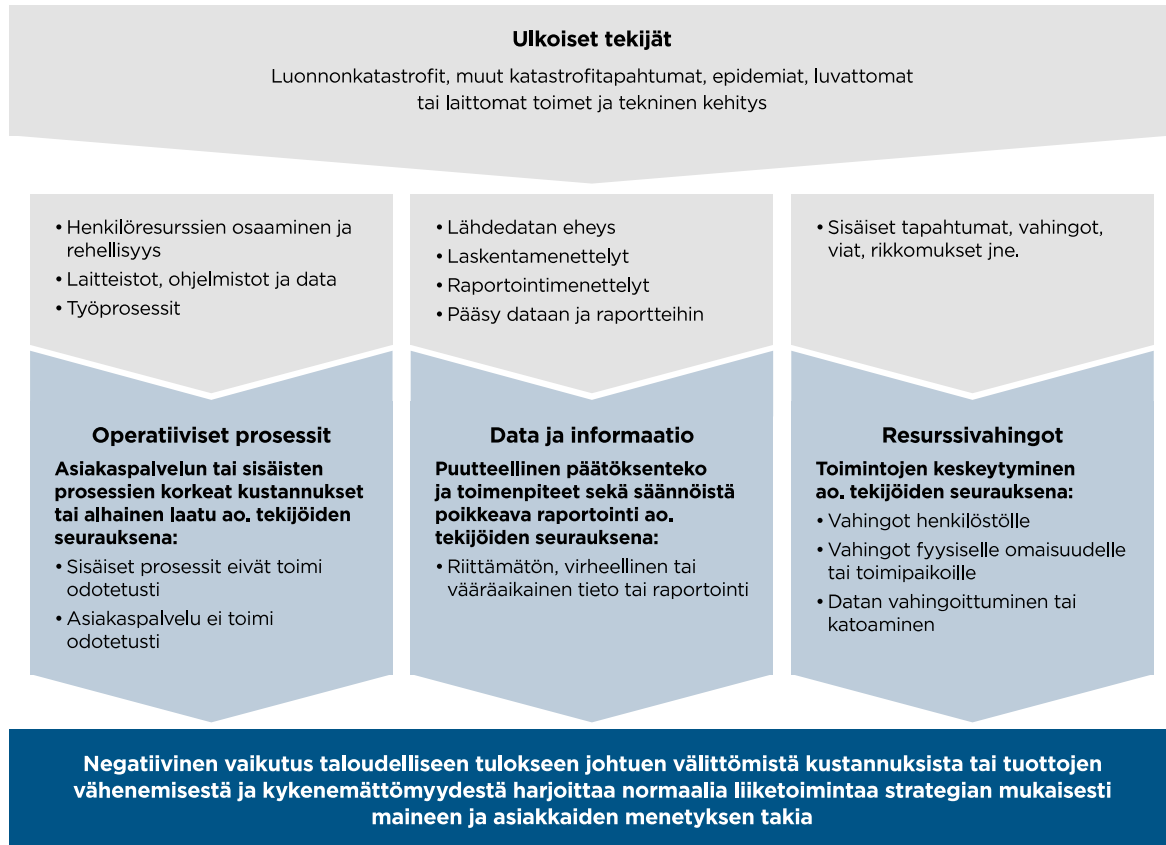 Ulkoiset tekijät
Luonnonkatastrofit, muut katastrofitapahtumat, epidemiat, luvattomat
tai laittomat toimet ja tekninen kehitys
• Henkilöresurssien osaaminen ja
rehellisyys
• Laitteistot, ohjelmistot ja data
• Työprosessit
• Lähdedatan eheys
• Laskentamenettelyt
• Raportointimenettelyt
• Pääsy dataan ja raportteihin
• Sisäiset tapahtumat, vahingot,
viat, rikkomukset jne.
Operatiiviset prosessit
Asiakaspalvelun tai sisäisten
prosessien korkeat kustannukset
tai alhainen laatu ao. tekijöiden
seurauksena:
• Sisäiset prosessit eivät toimi
odotetusti
• Asiakaspalvelu ei toimi
odotetusti
Data ja informaatio
Puutteellinen päätöksenteko
ja toimenpiteet sekä säännöistä
poikkeava raportointi ao.
tekijöiden seurauksena:
• Riittämätön, virheellinen tai
vääräaikainen tieto tai raportointi
Resurssivahingot
Toimintojen keskeytyminen
ao. tekijöiden seurauksena:
• Vahingot henkilöstölle
• Vahingot fyysiselle omaisuudelle
tai toimipaikoille
• Datan vahingoittuminen tai
katoaminen
Negatiivinen vaikutus taloudelliseen tulokseen johtuen välittömistä kustannuksista tai tuottojen
vähenemisestä ja kykenemättömyydestä harjoittaa normaalia liiketoimintaa strategian mukaisesti
maineen ja asiakkaiden menetyksen takia